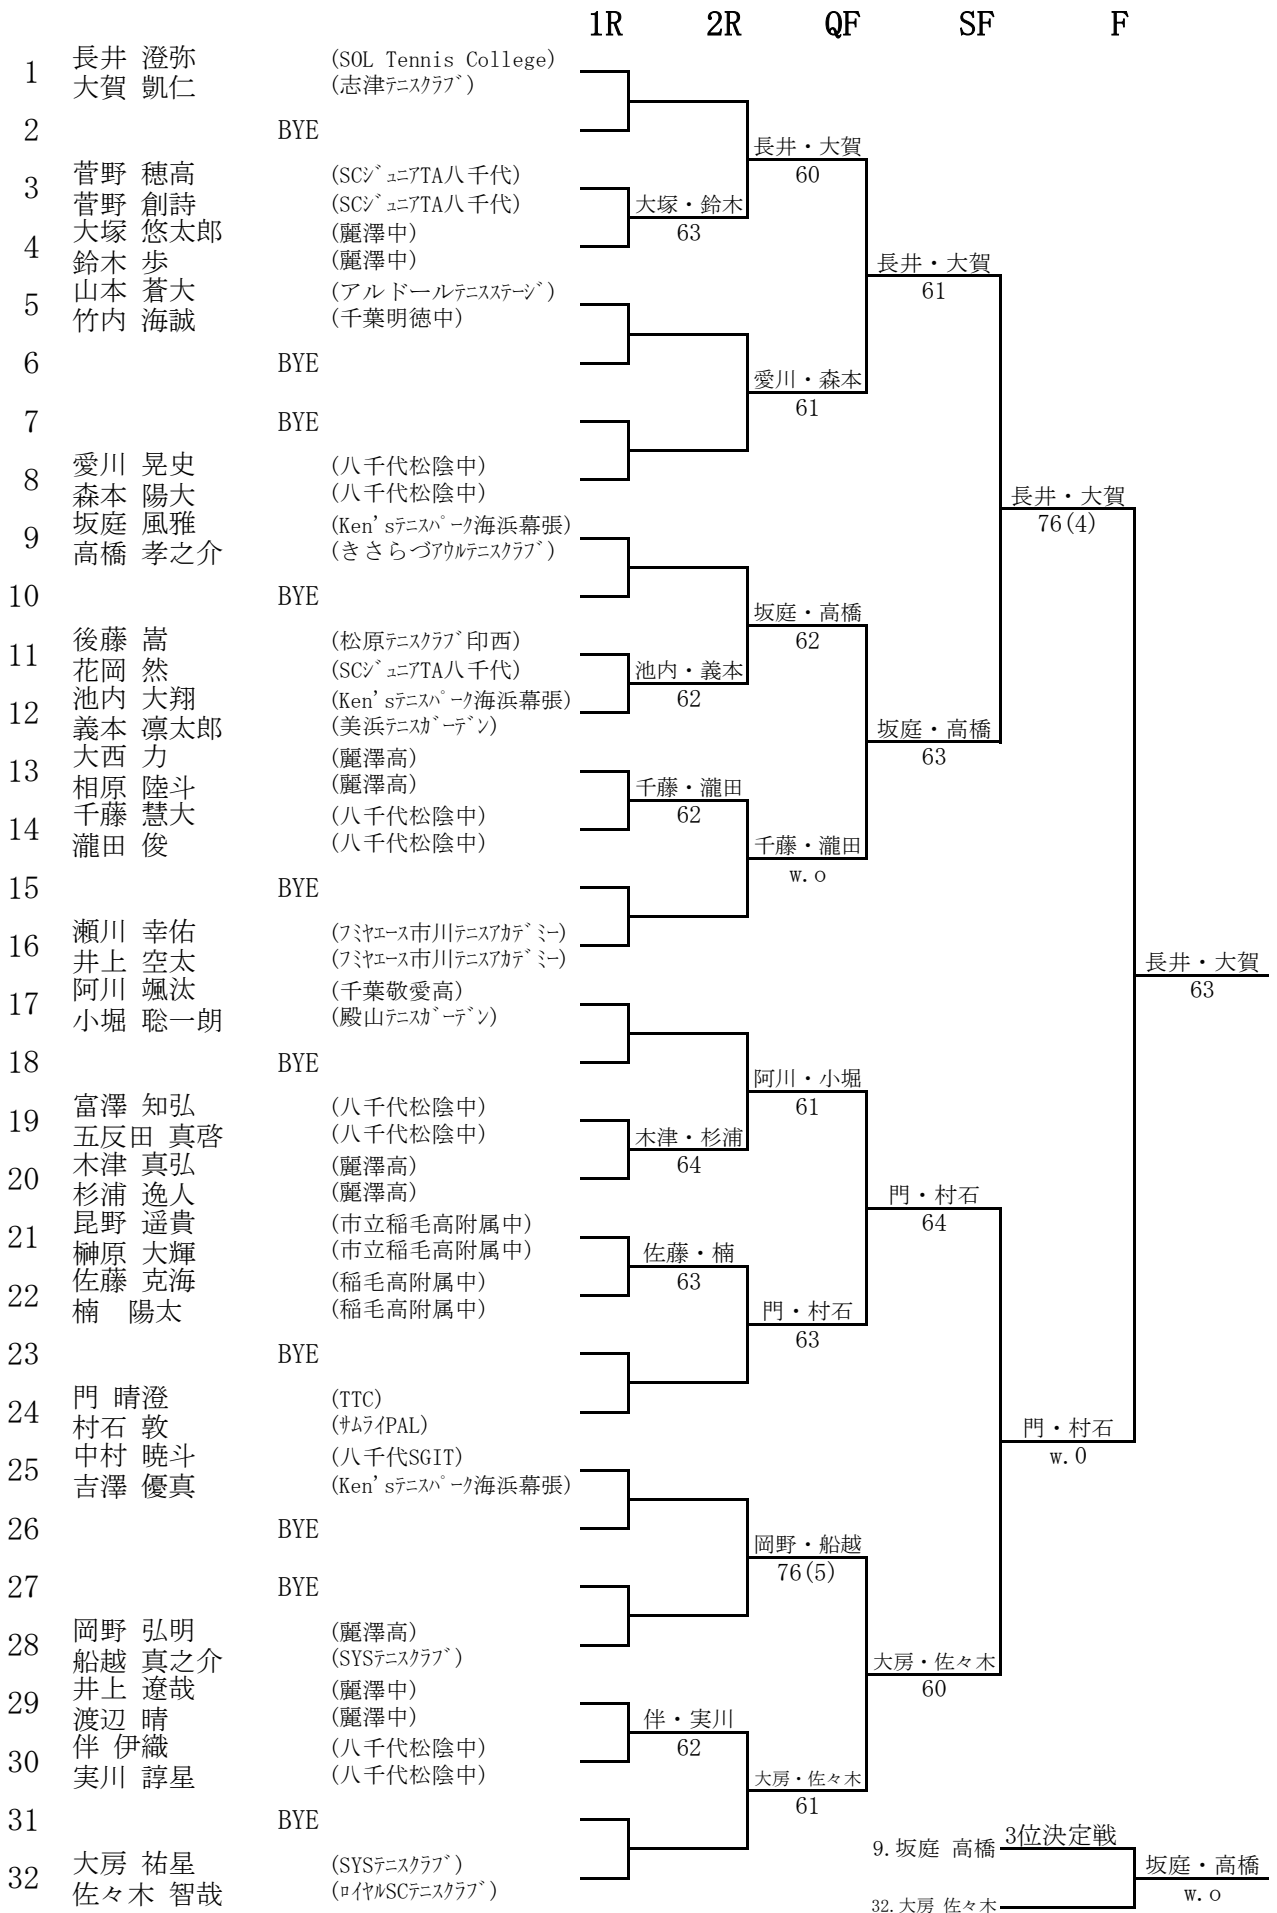 1R 2R QF SF F
1 長井 澄弥 (SOL Tennis College)
大賀 凱仁 (志津テニスクラブ)
2 BYE
長井・大賀
60
3 菅野 穂高 (SCジュニアTA八千代)
菅野 創詩 (SCジュニアTA八千代)
大塚・鈴木
63
4 大塚 悠太郎 (麗澤中)
鈴木 歩 (麗澤中)
長井・大賀
61
5 山本 蒼大 (アルドールテニスステージ)
竹内 海誠 (千葉明徳中)
6 BYE
愛川・森本
61
7 BYE
8 愛川 晃史 (八千代松陰中)
森本 陽大 (八千代松陰中)
長井・大賀
76(4)
9 坂庭 風雅 (Ken'sテニスパーク海浜幕張)
高橋 孝之介 (きさらづアウルテニスクラブ)
10 BYE
坂庭・高橋
62
11 後藤 嵩 (松原テニスクラブ印西)
花岡 然 (SCジュニアTA八千代)
池内・義本
62
12 池内 大翔 (Ken'sテニスパーク海浜幕張)
義本 凛太郎 (美浜テニスガーデン)
坂庭・高橋
63
13 大西 力 (麗澤高)
相原 陸斗 (麗澤高)
千藤・瀧田
62
14 千藤 慧大 (八千代松陰中)
瀧田 俊 (八千代松陰中)
千藤・瀧田
w.o
15 BYE
16 瀬川 幸佑 (フミヤエース市川テニスアカデミー)
井上 空太 (フミヤエース市川テニスアカデミー)
長井・大賀
63
17 阿川 颯汰 (千葉敬愛高)
小堀 聡一朗 (殿山テニスガーデン)
18 BYE
阿川・小堀
61
19 富澤 知弘 (八千代松陰中)
五反田 真啓 (八千代松陰中)
木津・杉浦
64
20 木津 真弘 (麗澤高)
杉浦 逸人 (麗澤高)
門・村石
64
21 昆野 遥貴 (市立稲毛高附属中)
榊原 大輝 (市立稲毛高附属中)
佐藤・楠
63
22 佐藤 克海 (稲毛高附属中)
楠 陽太 (稲毛高附属中)
門・村石
63
23 BYE
24 門 晴澄 (TTC)
村石 敦 (サムライPAL)
門・村石
w.0
25 中村 暁斗 (八千代SGIT)
吉澤 優真 (Ken'sテニスパーク海浜幕張)
26 BYE
岡野・船越
76(5)
27 BYE
28 岡野 弘明 (麗澤高)
船越 真之介 (SYSテニスクラブ)
大房・佐々木
60
29 井上 遼哉 (麗澤中)
渡辺 晴 (麗澤中)
伴・実川
62
30 伴 伊織 (八千代松陰中)
実川 諄星 (八千代松陰中)
大房・佐々木
61
31 BYE
32 大房 祐星 (SYSテニスクラブ)
佐々木 智哉 (ロイヤルSCテニスクラブ)
3位決定戦
9.坂庭 高橋
坂庭・高橋
w.o
32.大房 佐々木